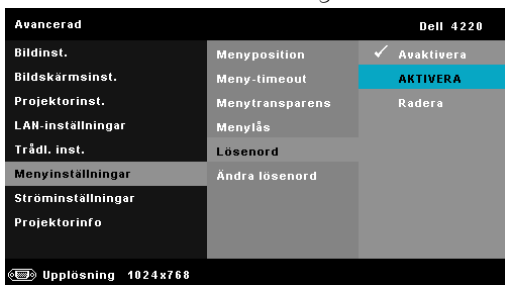 Avancerad Dell 4220
Bildinst.
Bildskärmsinst.
Projektorinst.
LAN-inställningar
Trådl. inst.
Menyinställningar
Ströminställningar
Projektorinfo
Menyposition
Meny-timeout
Menytransparens
Menylås
Lösenord
Ändra lösenord
Avaktivera
AKTIVERA
Radera
Upplösning 1024x768